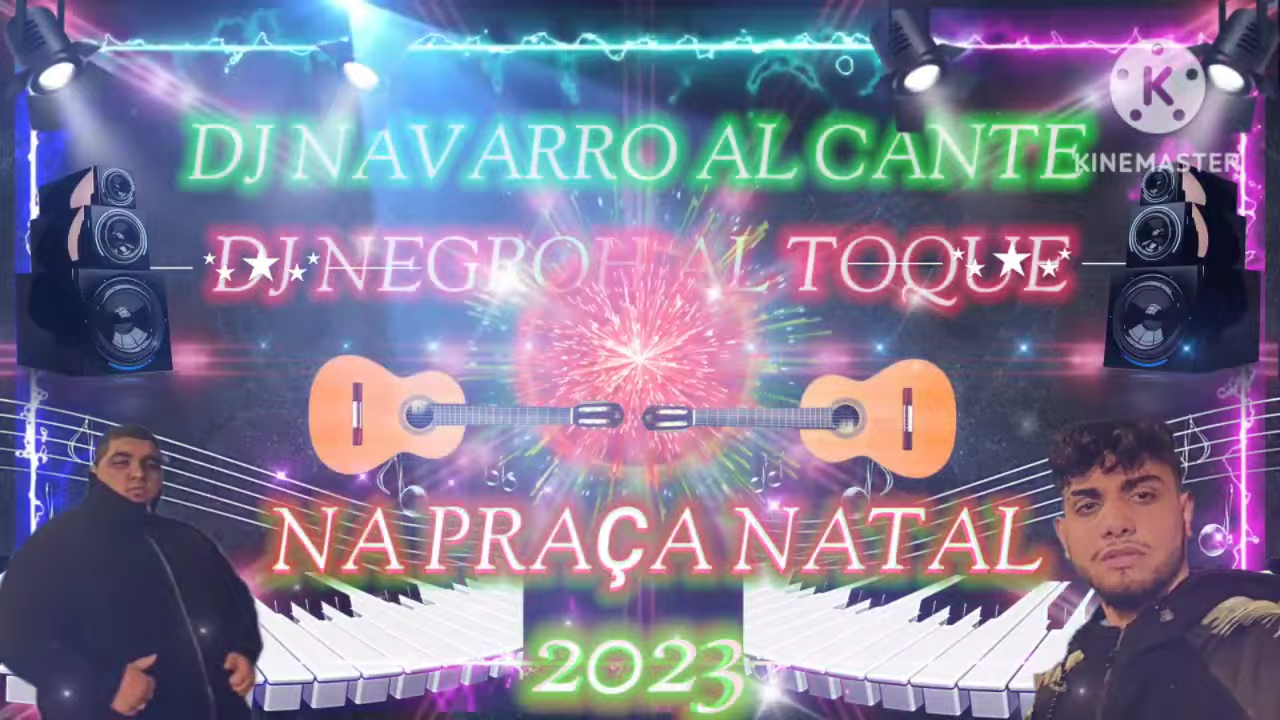 DJ NAVARRO AL CANTE
K
KINEMASTER
DJ NEGROH AL TOQUE
NA PRAÇA NATAL
2023